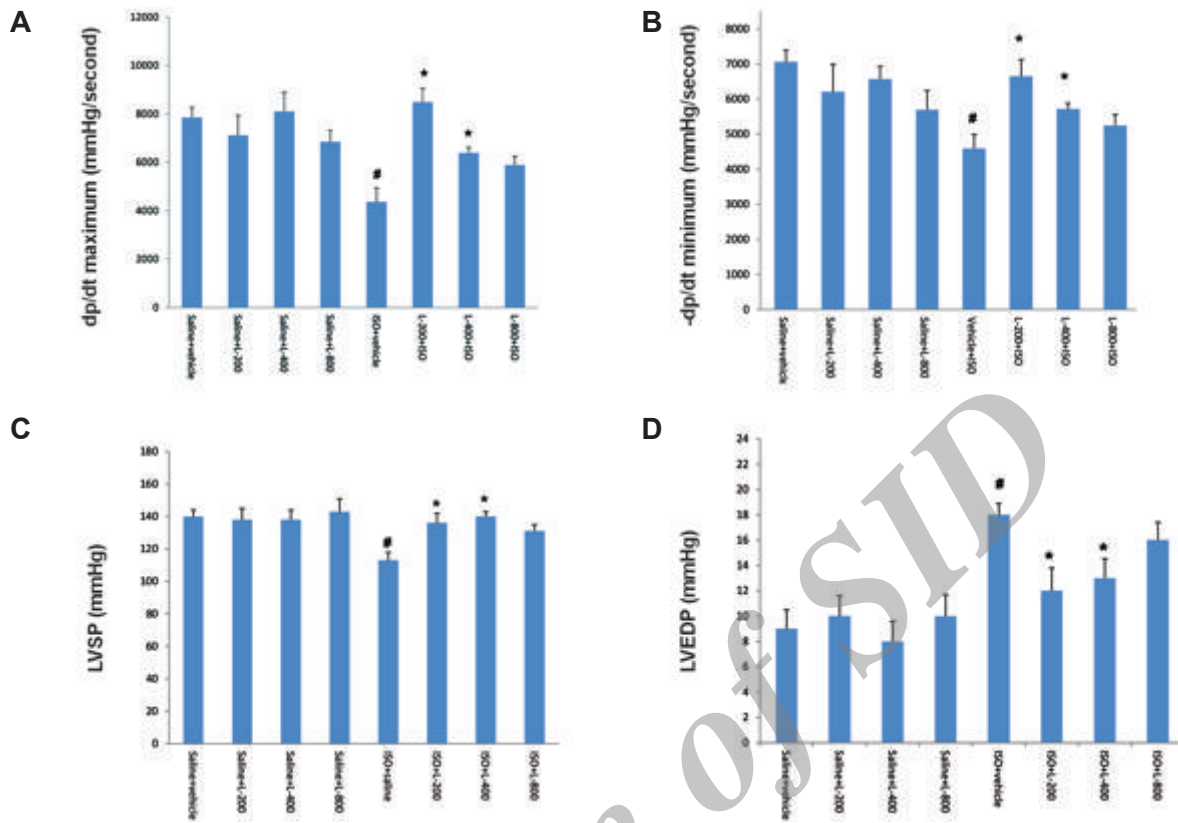 A
dp/dt maximum (mmHg/second)
12000
10000
8000
6000
4000
2000
0
#
*
*
Saline+vehicle
Saline+L-200
Saline+L-400
Saline+L-800
ISO+vehicle
L-200+ISO
L-400+ISO
L-800+ISO
B
-dp/dt minimum (mmHg/second)
8000
7000
6000
5000
4000
3000
2000
1000
0
#
*
*
Saline+vehicle
Saline+L-200
Saline+L-400
Saline+L-800
Vehicle+ISO
L-200+ISO
L-400+ISO
L-800+ISO
C
LVSP (mmHg)
180
160
140
120
100
80
60
40
20
0
#
*
*
Saline+vehicle
Saline+L-200
Saline+L-400
Saline+L-800
ISO+saline
ISO+L-200
ISO+L-400
ISO+L-800
D
LVEDP (mmHg)
24
22
20
18
16
14
12
10
8
6
4
2
0
#
*
*
Saline+vehicle
Saline+L-200
Saline+L-400
Saline+L-800
ISO+vehicle
ISO+L-200
ISO+L-400
ISO+L-800
of SID